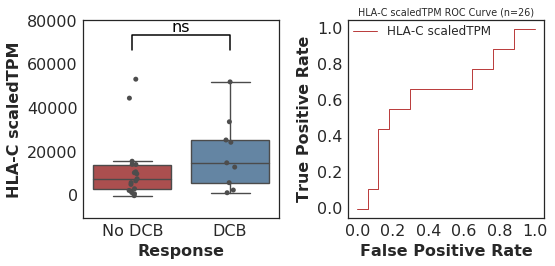 HLA-C scaledTPM ROC Curve (n=26)
80000
60000
40000
20000
0
HLA-C scaledTPM
ns
No DCB
DCB
Response
1.0
0.8
0.6
0.4
0.2
0.0
True Positive Rate
HLA-C scaledTPM
0.0 0.2 0.4 0.6 0.8 1.0
False Positive Rate